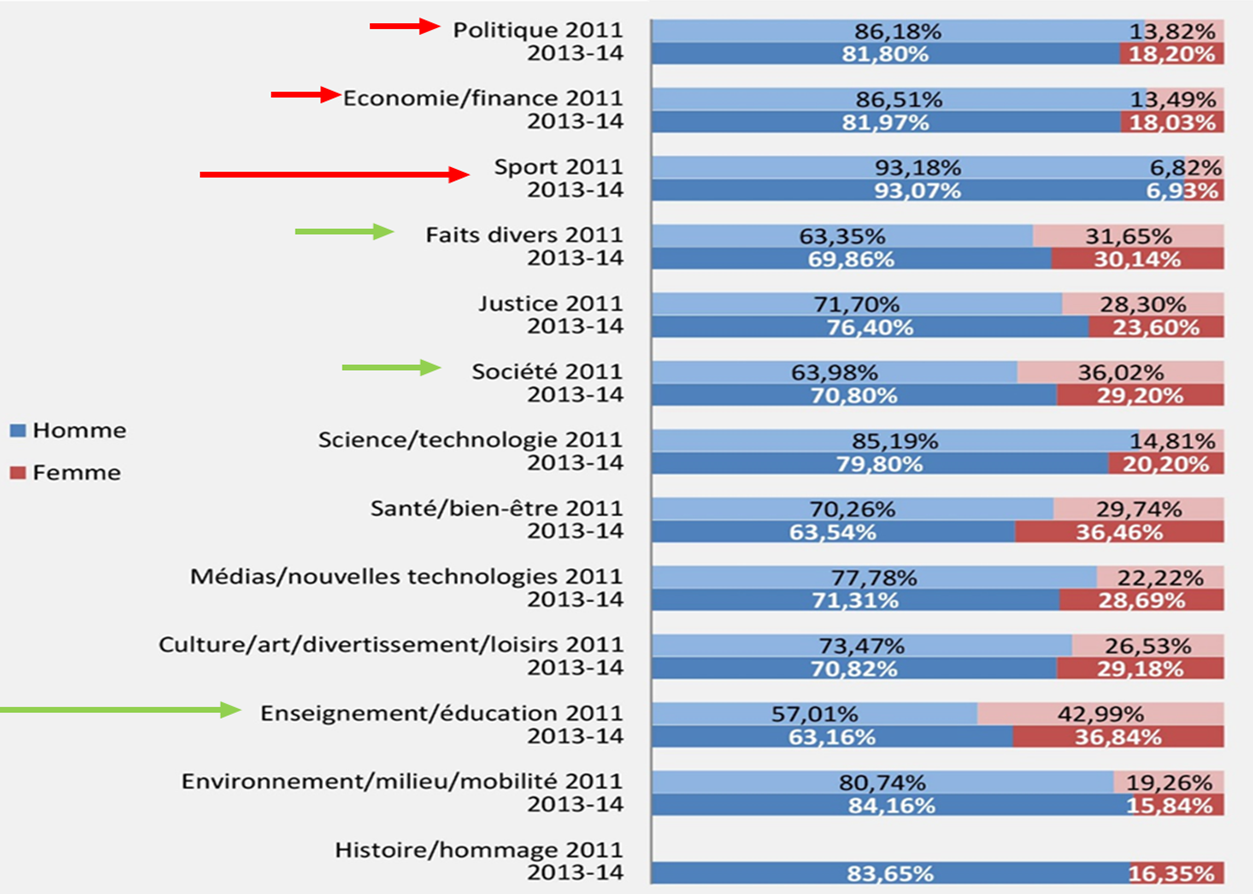 Politique 2011 86,18% 13,82%
2013-14 81,80% 18,20%
Economie/finance 2011 86,51% 13,49%
2013-14 81,97% 18,03%
Sport 2011 93,18% 6,82%
2013-14 93,07% 6,93%
Faits divers 2011 63,35% 31,65%
2013-14 69,86% 30,14%
Justice 2011 71,70% 28,30%
2013-14 76,40% 23,60%
Société 2011 63,98% 36,02%
2013-14 70,80% 29,20%
Homme
Femme
Science/technologie 2011 85,19% 14,81%
2013-14 79,80% 20,20%
Santé/bien-être 2011 70,26% 29,74%
2013-14 63,54% 36,46%
Médias/nouvelles technologies 2011 77,78% 22,22%
2013-14 71,31% 28,69%
Culture/art/divertissement/loisirs 2011 73,47% 26,53%
2013-14 70,82% 29,18%
Enseignement/éducation 2011 57,01% 42,99%
2013-14 63,16% 36,84%
Environnement/milieu/mobilité 2011 80,74% 19,26%
2013-14 84,16% 15,84%
Histoire/hommage 2011
2013-14 83,65% 16,35%